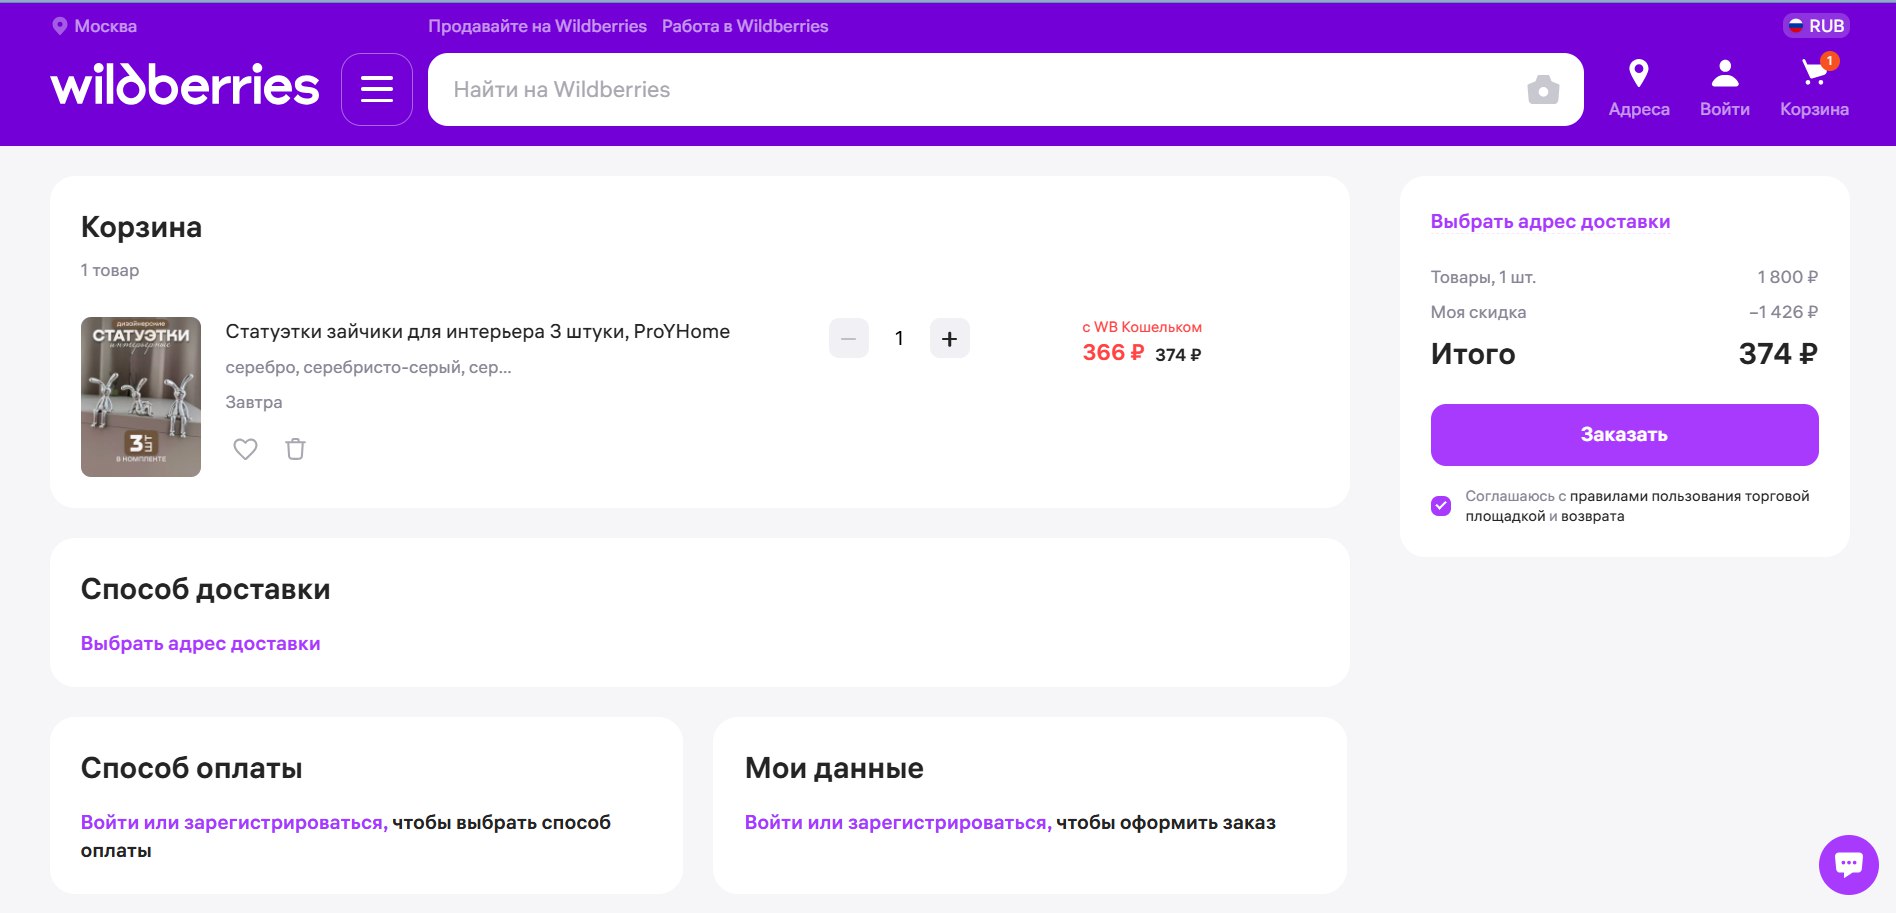 Москва
Продавайте на Wildberries
Работа в Wildberries
RUB
wildberries
Найти на Wildberries
Адреса
Войти
1
Корзина
Корзина
1 товар
дизайнерские
СТАТУЭТКИ
интерьерные
3 ШТ
в комплекте
Статуэтки зайчики для интерьера 3 штуки, ProYHome
серебро, серебристо-серый, сер...
Завтра
1
с WB Кошельком
366 ₽ 374 ₽
Выбрать адрес доставки
Товары, 1 шт. 1 800 ₽
Моя скидка −1 426 ₽
Итого 374 ₽
Заказать
Соглашаюсь с правилами пользования торговой
площадкой и возврата
Способ доставки
Выбрать адрес доставки
Способ оплаты
Войти или зарегистрироваться, чтобы выбрать способ
оплаты
Мои данные
Войти или зарегистрироваться, чтобы оформить заказ